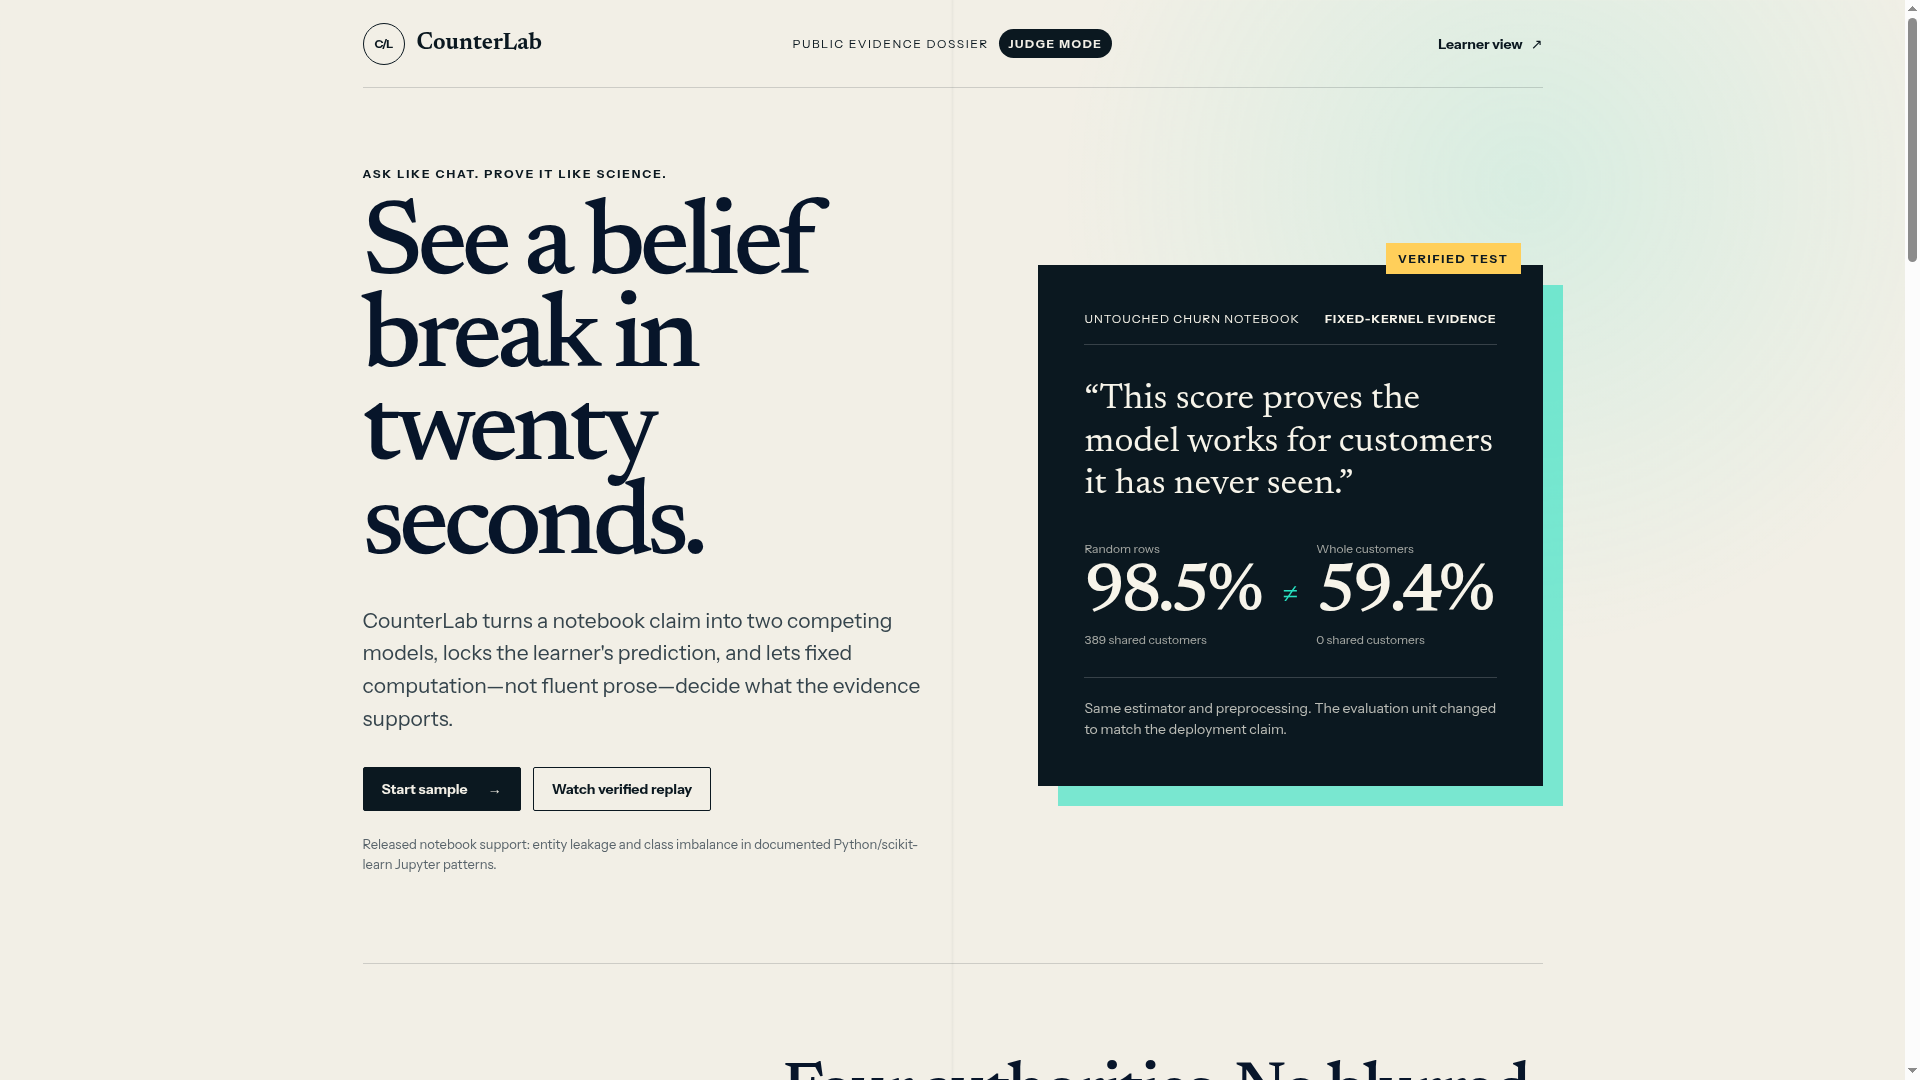 C/L
CounterLab
PUBLIC EVIDENCE DOSSIER
JUDGE MODE
Learner view ↗
ASK LIKE CHAT. PROVE IT LIKE SCIENCE.
See a belief
break in
twenty
seconds.
CounterLab turns a notebook claim into two competing
models, locks the learner's prediction, and lets fixed
computation—not fluent prose—decide what the evidence
supports.
Start sample →
Watch verified replay
Released notebook support: entity leakage and class imbalance in documented Python/scikit-
learn Jupyter patterns.
VERIFIED TEST
UNTOUCHED CHURN NOTEBOOK
FIXED-KERNEL EVIDENCE
“This score proves the
model works for customers
it has never seen.”
Random rows
98.5%
389 shared customers
≠
Whole customers
59.4%
0 shared customers
Same estimator and preprocessing. The evaluation unit changed
to match the deployment claim.
Four authorities. No blurred